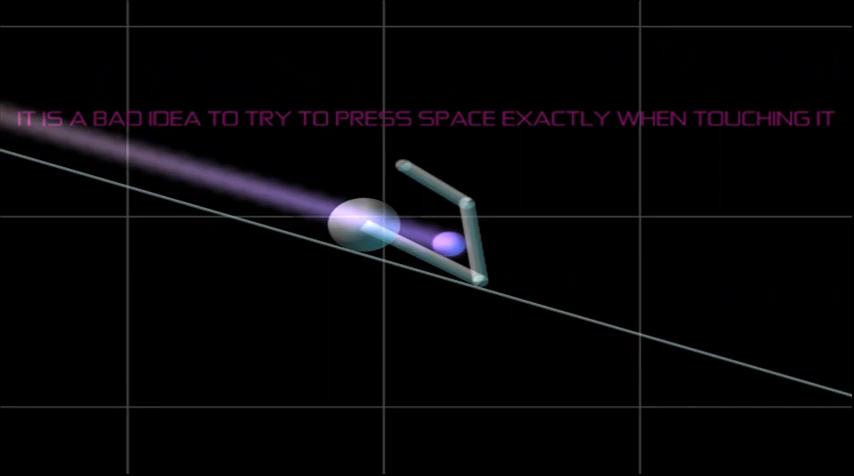 IT IS A BAD IDEA TO TRY TO PRESS SPACE EXACTLY WHEN TOUCHING IT